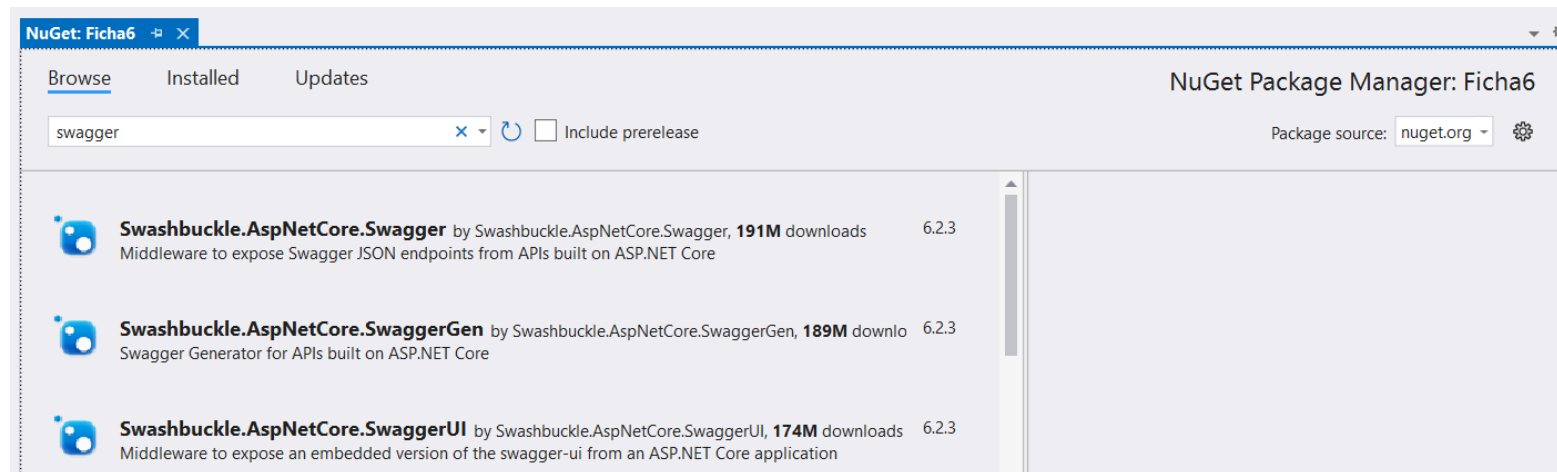 NuGet: Ficha6
Browse Installed Updates
NuGet Package Manager: Ficha6
swagger
Include prerelease
Package source: nuget.org
Swashbuckle.AspNetCore.Swagger by Swashbuckle.AspNetCore.Swagger, 191M downloads 6.2.3
Middleware to expose Swagger JSON endpoints from APIs built on ASP.NET Core
Swashbuckle.AspNetCore.SwaggerGen by Swashbuckle.AspNetCore.SwaggerGen, 189M downlo 6.2.3
Swagger Generator for APIs built on ASP.NET Core
Swashbuckle.AspNetCore.SwaggerUI by Swashbuckle.AspNetCore.SwaggerUI, 174M downloads 6.2.3
Middleware to expose an embedded version of the swagger-ui from an ASP.NET Core application